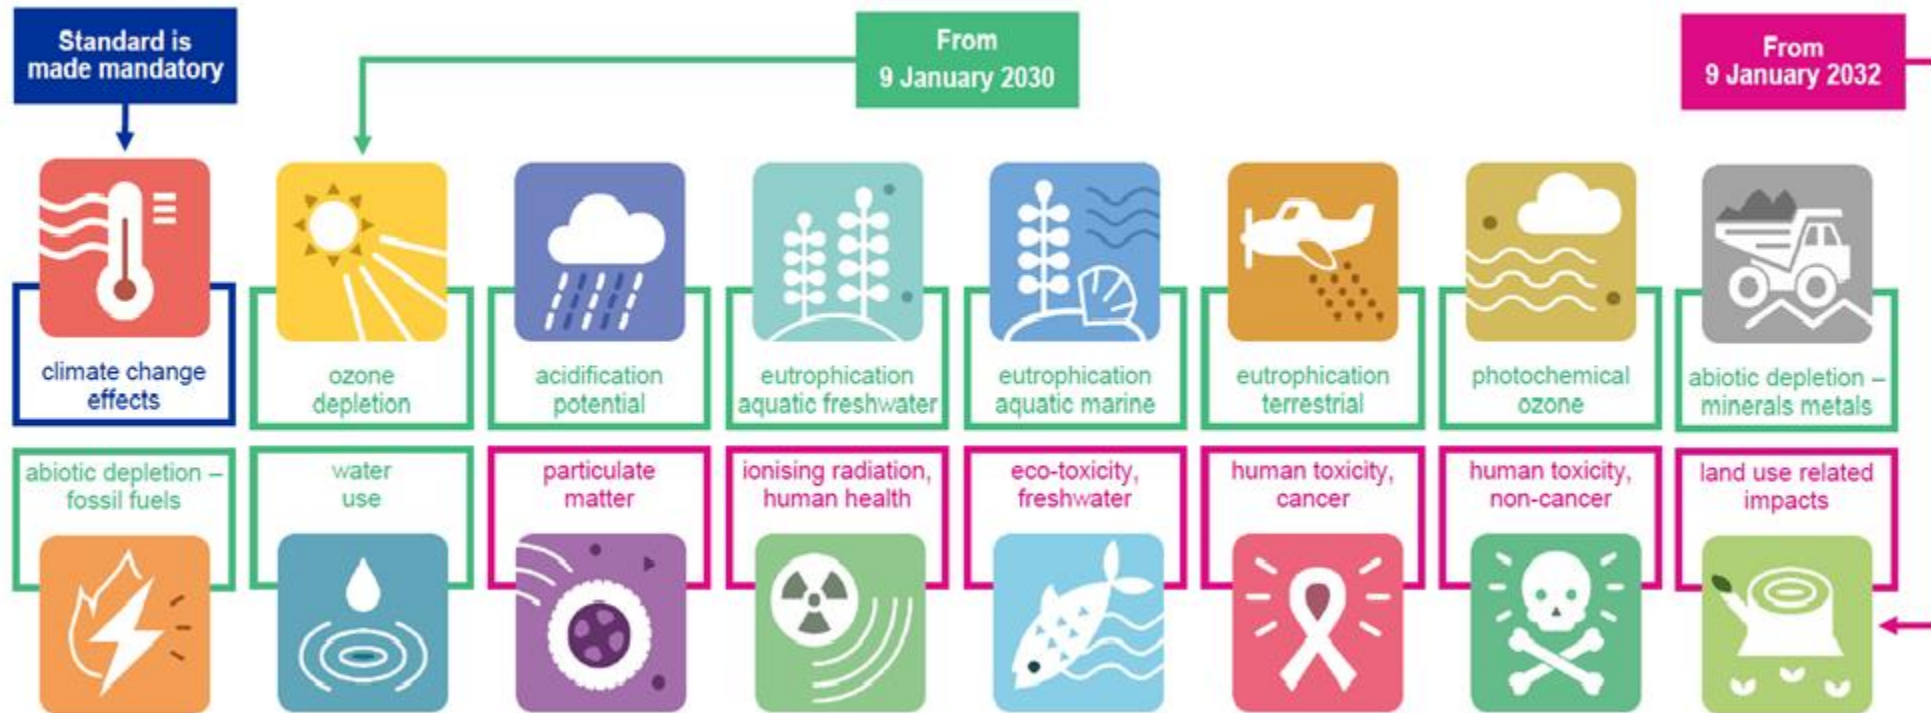 Standard is
made mandatory
From
9 January 2030
From
9 January 2032
climate change
effects
ozone
depletion
acidification
potential
eutrophication
aquatic freshwater
eutrophication
aquatic marine
eutrophication
terrestrial
photochemical
ozone
abiotic depletion –
minerals metals
abiotic depletion –
fossil fuels
water
use
particulate
matter
ionising radiation,
human health
eco-toxicity,
freshwater
human toxicity,
cancer
human toxicity,
non-cancer
land use related
impacts